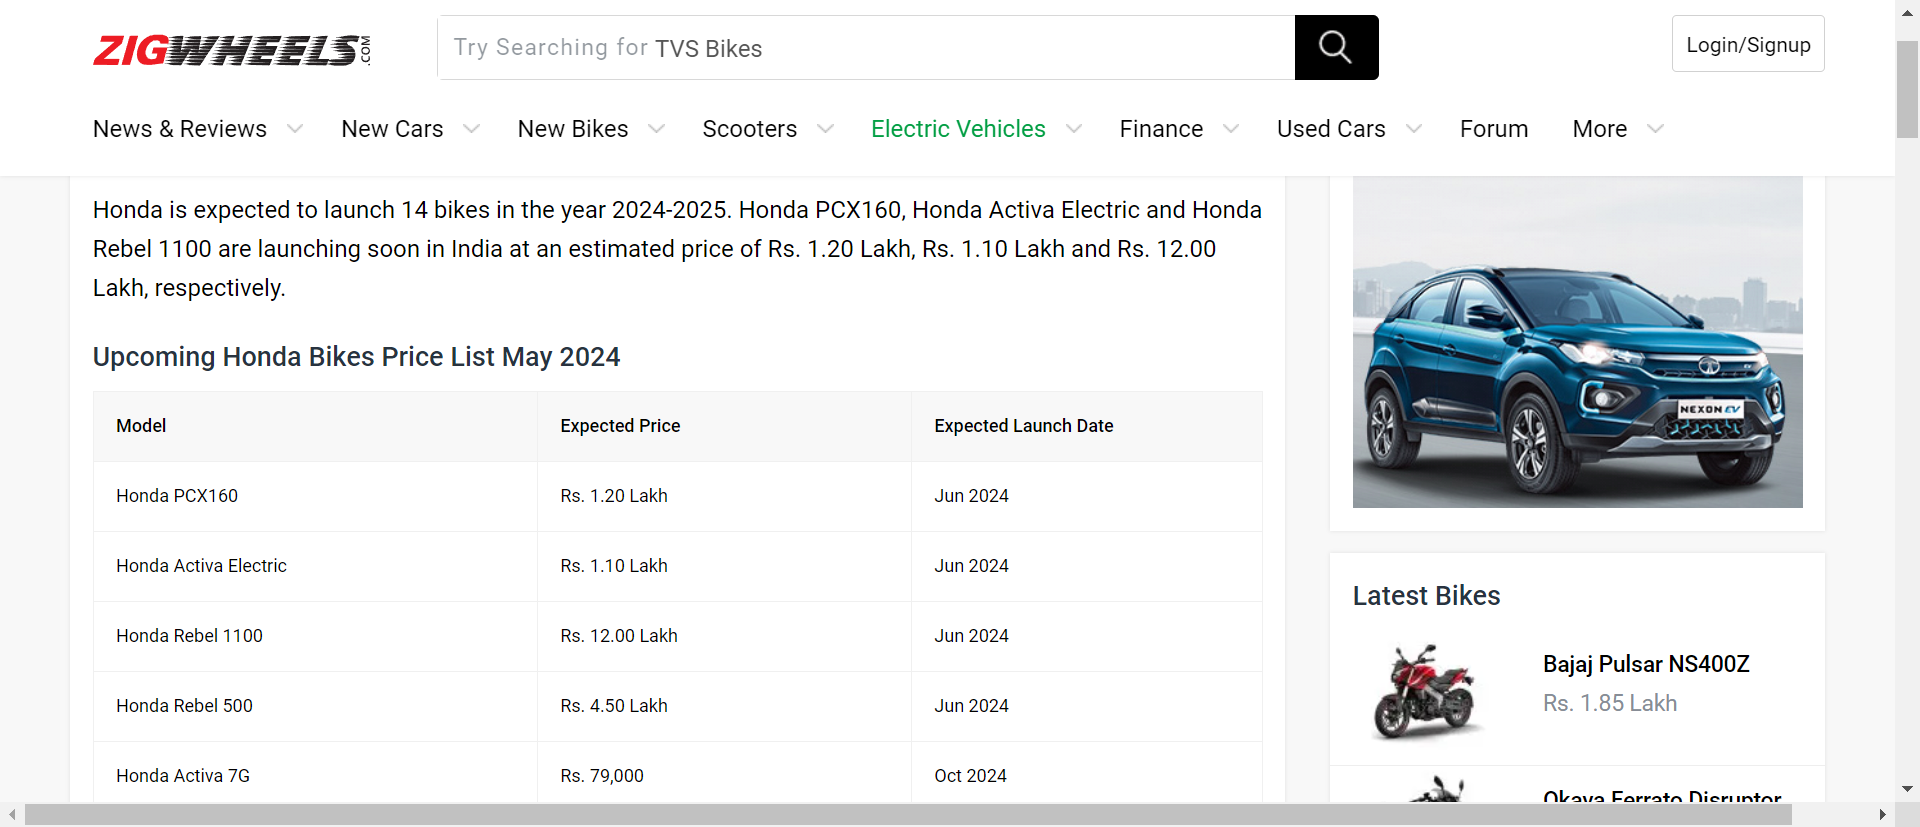 ZIGWHEELS.COM
Try Searching for TVS Bikes
Login/Signup
News & Reviews New Cars New Bikes Scooters Electric Vehicles Finance Used Cars Forum More
Honda is expected to launch 14 bikes in the year 2024-2025. Honda PCX160, Honda Activa Electric and Honda
Rebel 1100 are launching soon in India at an estimated price of Rs. 1.20 Lakh, Rs. 1.10 Lakh and Rs. 12.00
Lakh, respectively.
Upcoming Honda Bikes Price List May 2024
Model Expected Price Expected Launch Date
Honda PCX160 Rs. 1.20 Lakh Jun 2024
Honda Activa Electric Rs. 1.10 Lakh Jun 2024
Honda Rebel 1100 Rs. 12.00 Lakh Jun 2024
Honda Rebel 500 Rs. 4.50 Lakh Jun 2024
Honda Activa 7G Rs. 79,000 Oct 2024
NEXON EV
Latest Bikes
Bajaj Pulsar NS400Z
Rs. 1.85 Lakh
Okaya Ferrato Disruptor